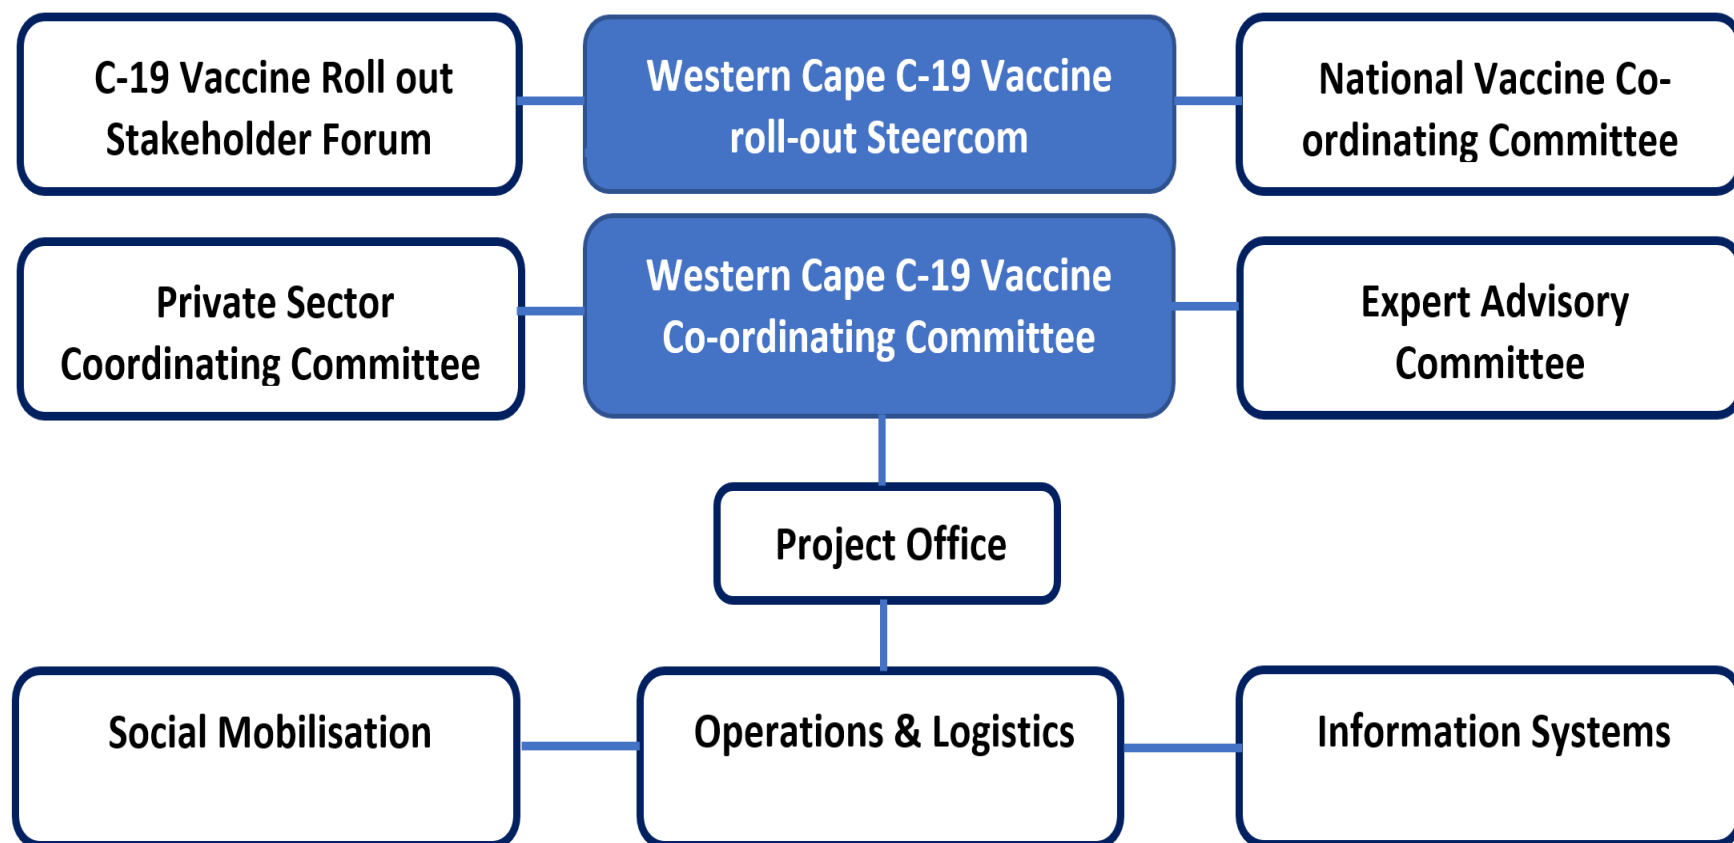 C-19 Vaccine Roll out
Stakeholder Forum
Western Cape C-19 Vaccine
roll-out Steercom
National Vaccine Co-
ordinating Committee
Private Sector
Coordinating Committee
Western Cape C-19 Vaccine
Co-ordinating Committee
Expert Advisory
Committee
Project Office
Social Mobilisation
Operations & Logistics
Information Systems